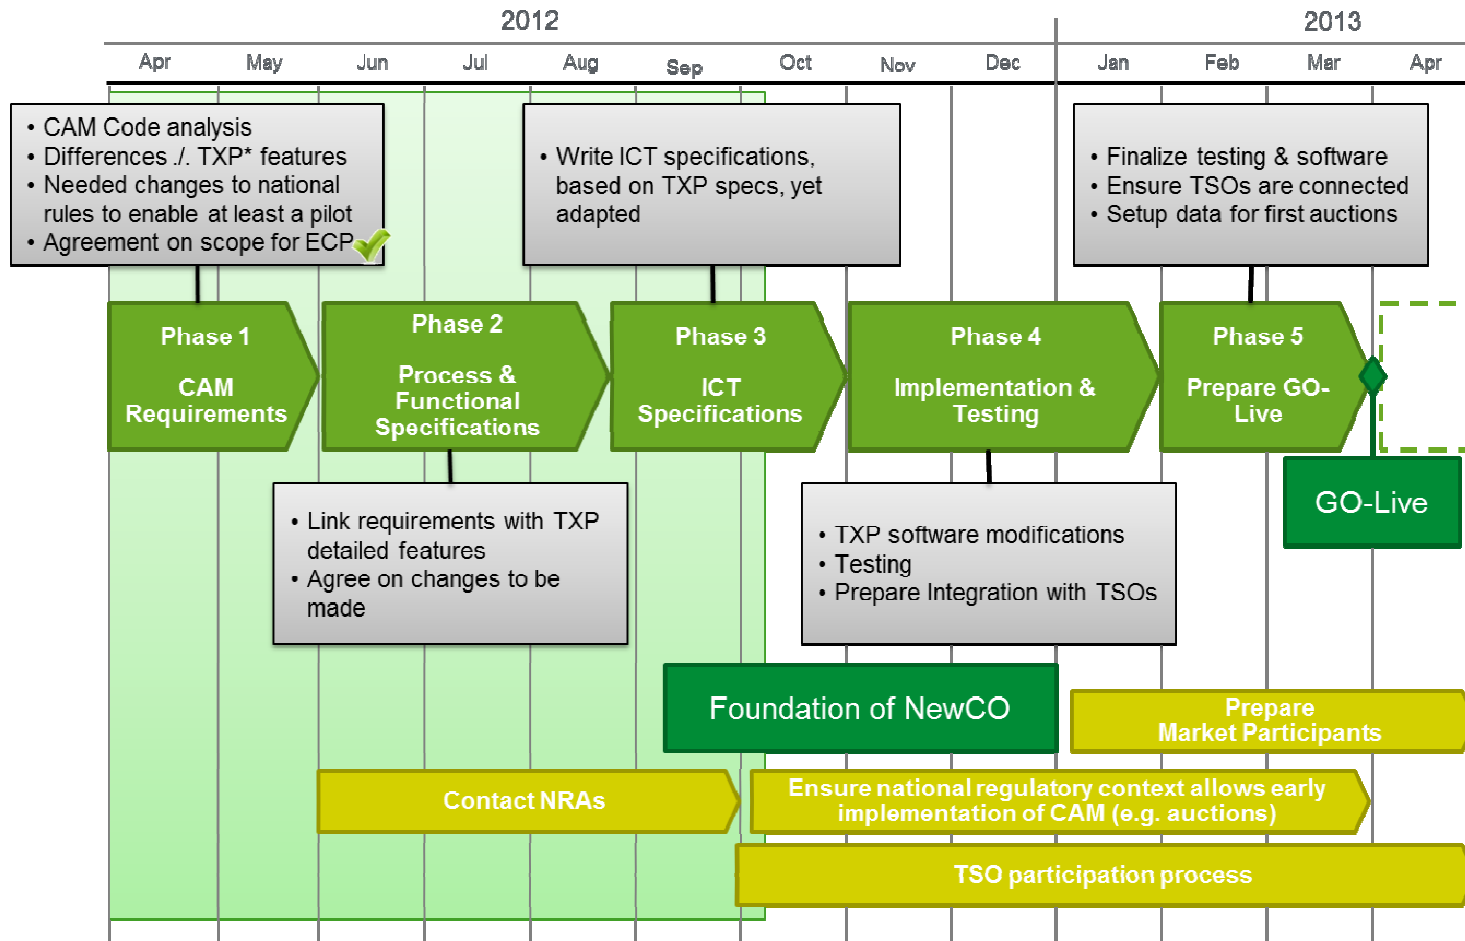 2012
2013
Apr
May
Jun
Jul
Aug
Sep
Oct
Nov
Dec
Jan
Feb
Mar
Apr
• CAM Code analysis
• Differences ./. TXP* features
• Needed changes to national
rules to enable at least a pilot
• Agreement on scope for ECP
• Write ICT specifications,
based on TXP specs, yet
adapted
• Finalize testing & software
• Ensure TSOs are connected
• Setup data for first auctions
Phase 1
CAM
Requirements
Phase 2
Process &
Functional
Specifications
Phase 3
ICT
Specifications
Phase 4
Implementation &
Testing
Phase 5
Prepare GO-
Live
GO-Live
• Link requirements with TXP
detailed features
• Agree on changes to be
made
• TXP software modifications
• Testing
• Prepare Integration with TSOs
Foundation of NewCO
Prepare
Market Participants
Contact NRAs
Ensure national regulatory context allows early
implementation of CAM (e.g. auctions)
TSO participation process